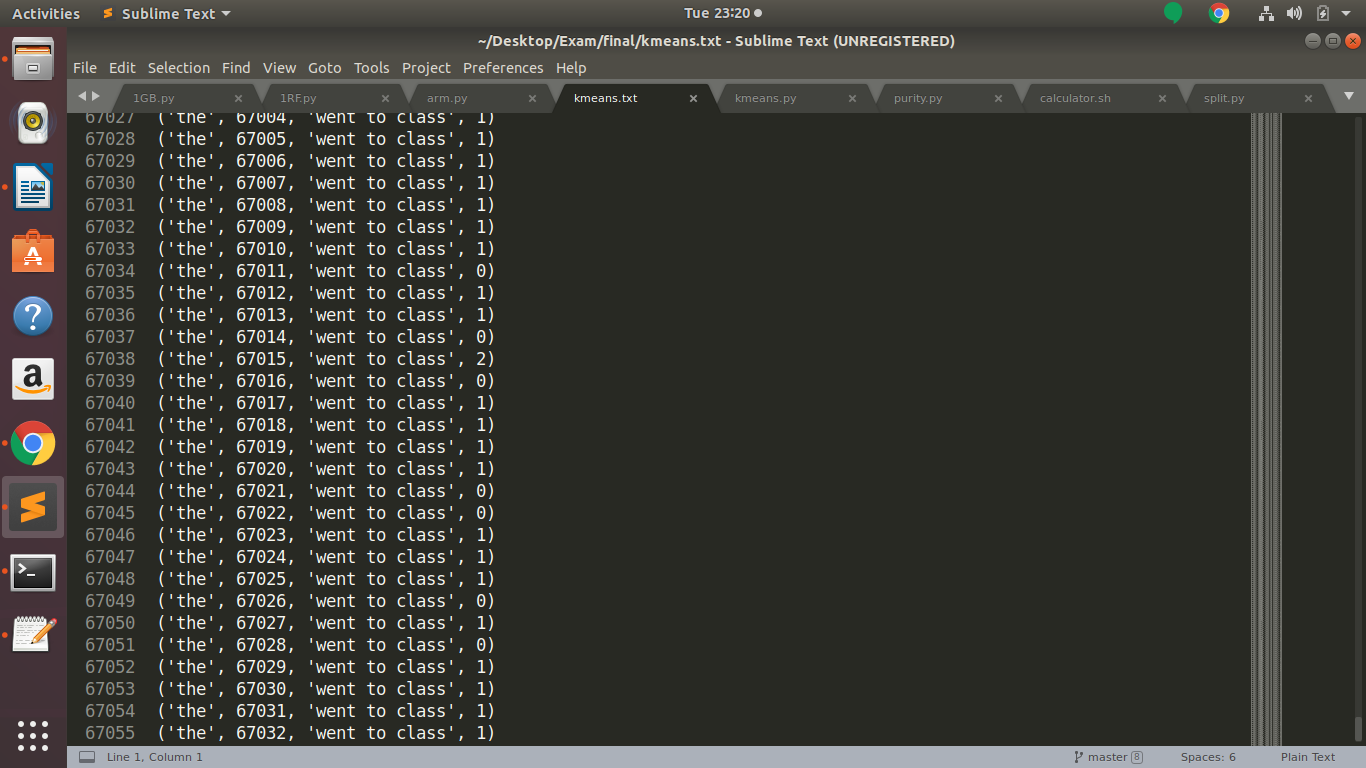 Activities Sublime Text Tue 23:20
~/Desktop/Exam/final/kmeans.txt - Sublime Text (UNREGISTERED)
File Edit Selection Find View Goto Tools Project Preferences Help
1GB.py 1RF.py arm.py kmeans.txt kmeans.py purity.py calculator.sh split.py
67027 ('the', 67004, 'went to class', 1)
67028 ('the', 67005, 'went to class', 1)
67029 ('the', 67006, 'went to class', 1)
67030 ('the', 67007, 'went to class', 1)
67031 ('the', 67008, 'went to class', 1)
67032 ('the', 67009, 'went to class', 1)
67033 ('the', 67010, 'went to class', 1)
67034 ('the', 67011, 'went to class', 0)
67035 ('the', 67012, 'went to class', 1)
67036 ('the', 67013, 'went to class', 1)
67037 ('the', 67014, 'went to class', 0)
67038 ('the', 67015, 'went to class', 2)
67039 ('the', 67016, 'went to class', 0)
67040 ('the', 67017, 'went to class', 1)
67041 ('the', 67018, 'went to class', 1)
67042 ('the', 67019, 'went to class', 1)
67043 ('the', 67020, 'went to class', 1)
67044 ('the', 67021, 'went to class', 0)
67045 ('the', 67022, 'went to class', 0)
67046 ('the', 67023, 'went to class', 1)
67047 ('the', 67024, 'went to class', 1)
67048 ('the', 67025, 'went to class', 1)
67049 ('the', 67026, 'went to class', 0)
67050 ('the', 67027, 'went to class', 1)
67051 ('the', 67028, 'went to class', 0)
67052 ('the', 67029, 'went to class', 1)
67053 ('the', 67030, 'went to class', 1)
67054 ('the', 67031, 'went to class', 1)
67055 ('the', 67032, 'went to class', 1)
Line 1, Column 1 master 8 Spaces: 6 Plain Text